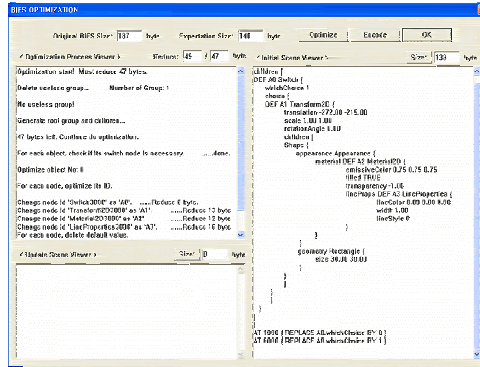 BIFS OPTIMIZATION
Original BIFS Size: 187 byte Expectation Size: 140 byte Optimize Encode OK
< Optimization Process Viewer > Reduce: 49 / 47 byte
Optimization start! Must reduce 47 bytes.
Delete useless group... Number of Group: 1
No useless group!
Generate root group and children...
47 bytes left. Continue do optimization.
For each object, check if its switch node is necessary. ......done.
Optimize object No: 0
For each node, optimize its ID.
Change node id 'Switch3000' as 'A0'. ......Reduce 8 byte.
Change node id 'Transform2D3000' as 'A1'. ......Reduce 13 byte
Change node id 'Material2D3000' as 'A2' ......Reduce 12 byte
Change node id 'LineProperties3000' as 'A3'. ......Reduce 16 byte
For each node, delete default value.
< Update Scene Viewer > Size: 0 byte
< Initial Scene Viewer > Size: 138 byte
children [
DEF A0 Switch {
whichChoice 1
choice [
DEF A1 Transform2D {
translation -272.00 -215.00
scale 1.00 1.00
rotationAngle 0.00
children [
Shape {
appearance Appearance {
material DEF A2 Material2D {
emissiveColor 0.75 0.75 0.75
filled TRUE
transparency -1.00
lineProps DEF A3 LineProperties {
lineColor 0.00 0.00 0.00
width 1.00
lineStyle 0
}
}
}
geometry Rectangle {
size 30.00 30.00
}
}
]
}
]
}
]
AT 1000 { REPLACE A0.whichChoice BY 0 }
AT 6000 { REPLACE A0.whichChoice BY 1 }